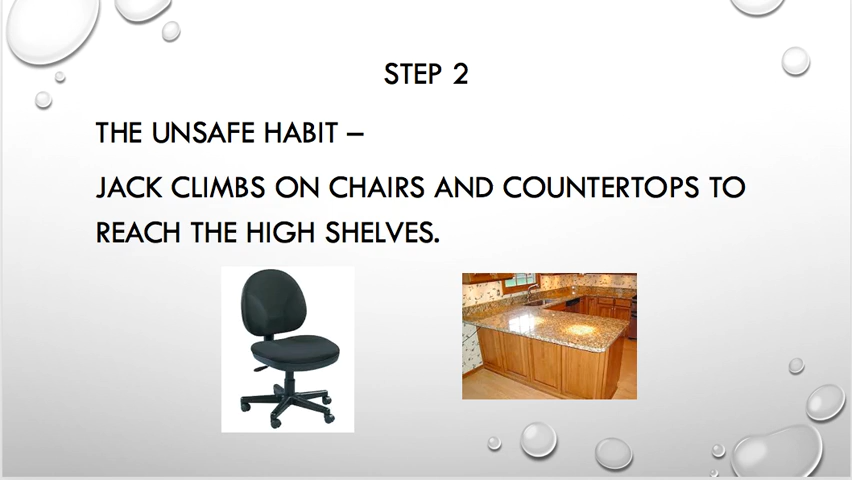 STEP 2
THE UNSAFE HABIT –
JACK CLIMBS ON CHAIRS AND COUNTERTOPS TO
REACH THE HIGH SHELVES.